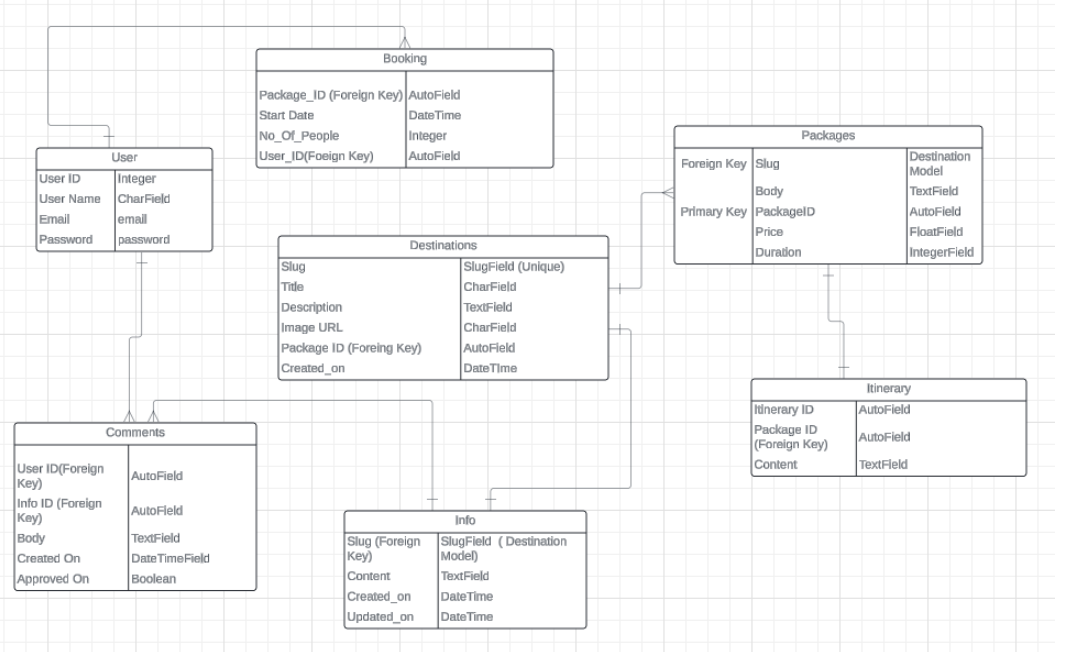 Booking
Package_ID (Foreign Key) AutoField
Start Date DateTime
No_Of_People Integer
User_ID(Foeign Key) AutoField
User
User ID Integer
User Name CharField
Email email
Password password
Packages
Foreign Key Slug Destination
Model
Body TextField
Primary Key PackageID AutoField
Price FloatField
Duration IntegerField
Destinations
Slug SlugField (Unique)
Title CharField
Description TextField
Image URL CharField
Package ID (Foreing Key) AutoField
Created_on DateTIme
Itinerary
Itinerary ID AutoField
Package ID
(Foreign Key) AutoField
Content TextField
Comments
User ID(Foreign
Key) AutoField
Info ID (Foreign
Key) AutoField
Body TextField
Created On DateTimeField
Approved On Boolean
Info
Slug (Foreign SlugField ( Destination
Key) Model)
Content TextField
Created_on DateTime
Updated_on DateTime